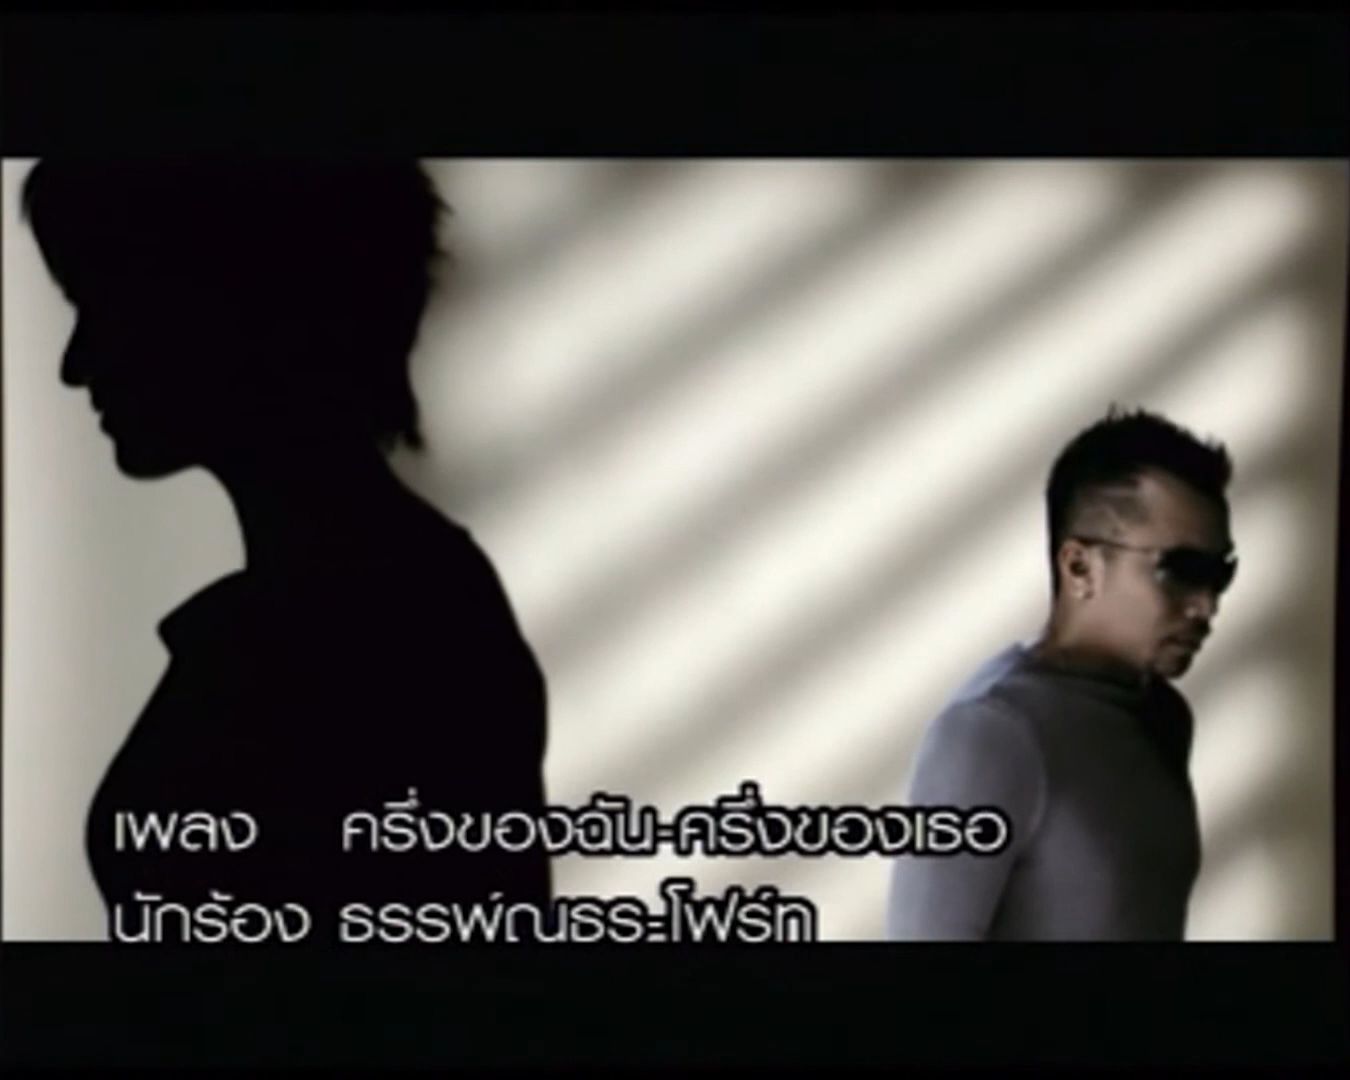 เพลง ครึ่งของฉัน-ครึ่งของเธอ
นักร้อง ธรรพ์ณธร-โฟร์ท